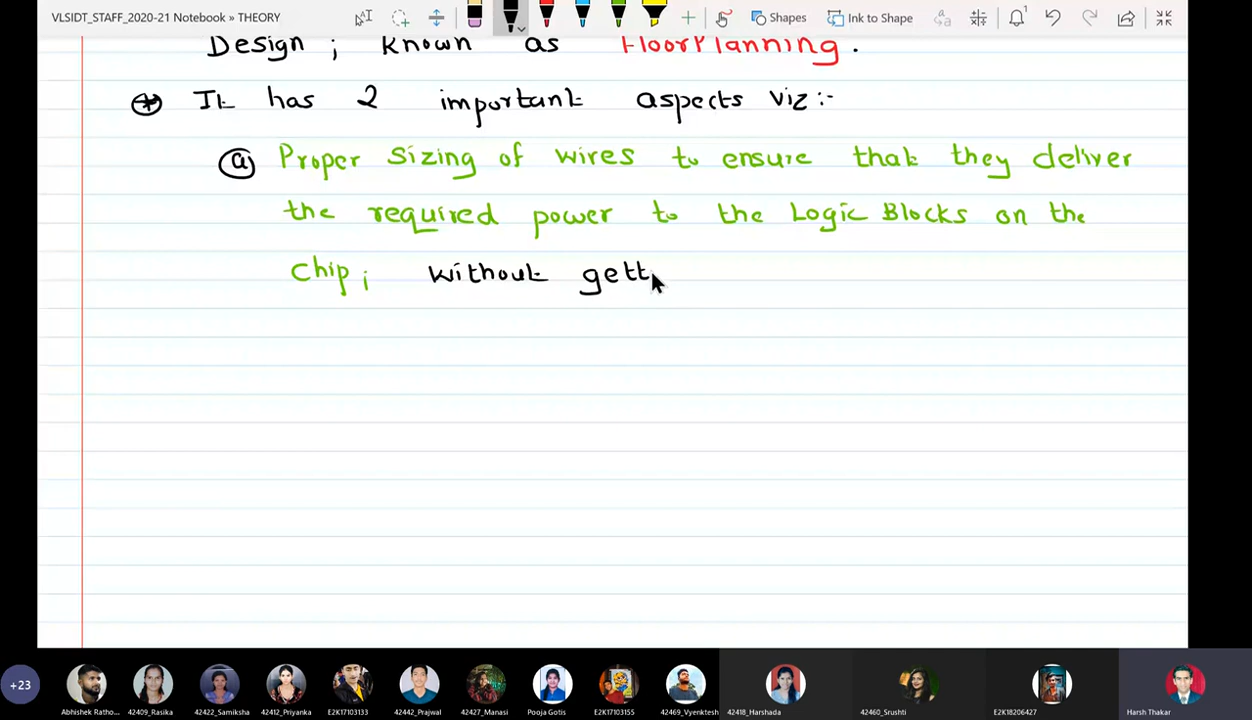 VLSIDT_STAFF_2020-21 Notebook » THEORY
Shapes
Ink to Shape
Design ; Known as FloorPlanning .
It has 2 important aspects viz :-
a Proper Sizing of wires to ensure that they deliver
the required power to the Logic Blocks on the
chip; without gett
+23
Abhishek Ratho...
42409_Rasika
42422_Samiksha
42412_Priyanka
E2K17103133
42442_Prajwal
42427_Manasi
Pooja Gotis
E2K17103155
42469_Vyenktesh
42418_Harshada
42460_Srushti
E2K18206427
Harsh Thakar